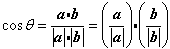 cos θ = a·b / |a|·|b| = (a / |a|)·(b / |b|)